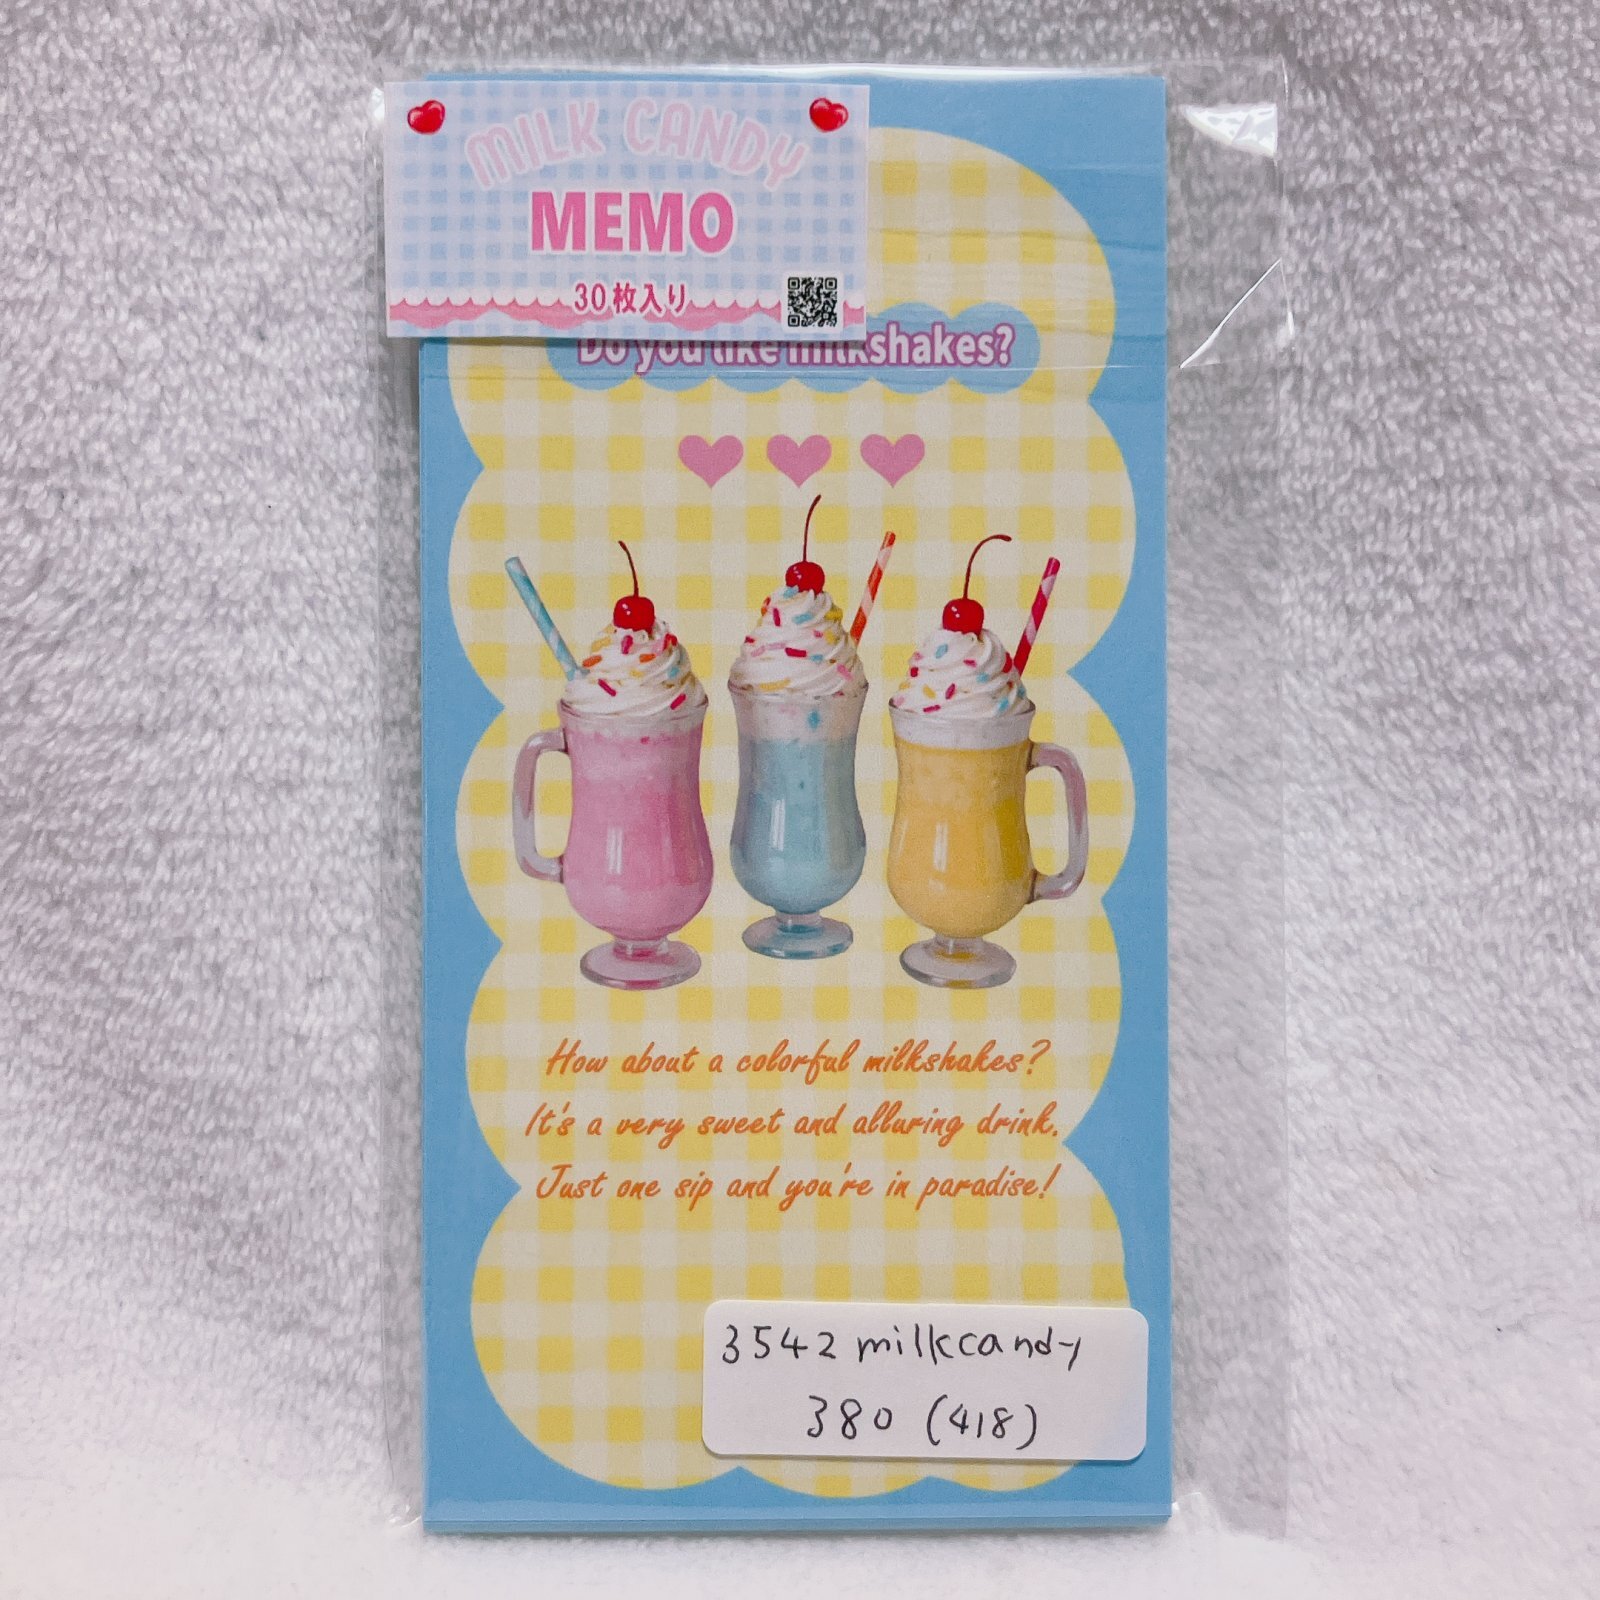 MILK CANDY
MEMO
30枚入り
Do you like milkshakes?
How about a colorful milkshakes?
It's a very sweet and alluring drink.
Just one sip and you're in paradise!
3542 milkcandy
380 (418)